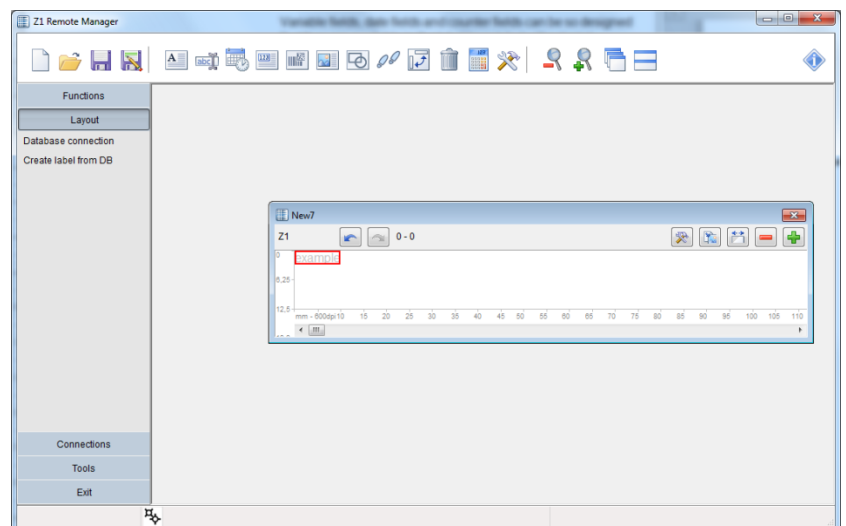 Z1 Remote Manager
Variable fields, date fields and counter fields can be so designed
A abc 123
Functions
Layout
Database connection
Create label from DB
New7
Z1 0 - 0
0 example
6,25
12,5 mm - 600dpi 10 15 20 25 30 35 40 45 50 55 60 65 70 75 80 85 90 95 100 105 110
Connections
Tools
Exit